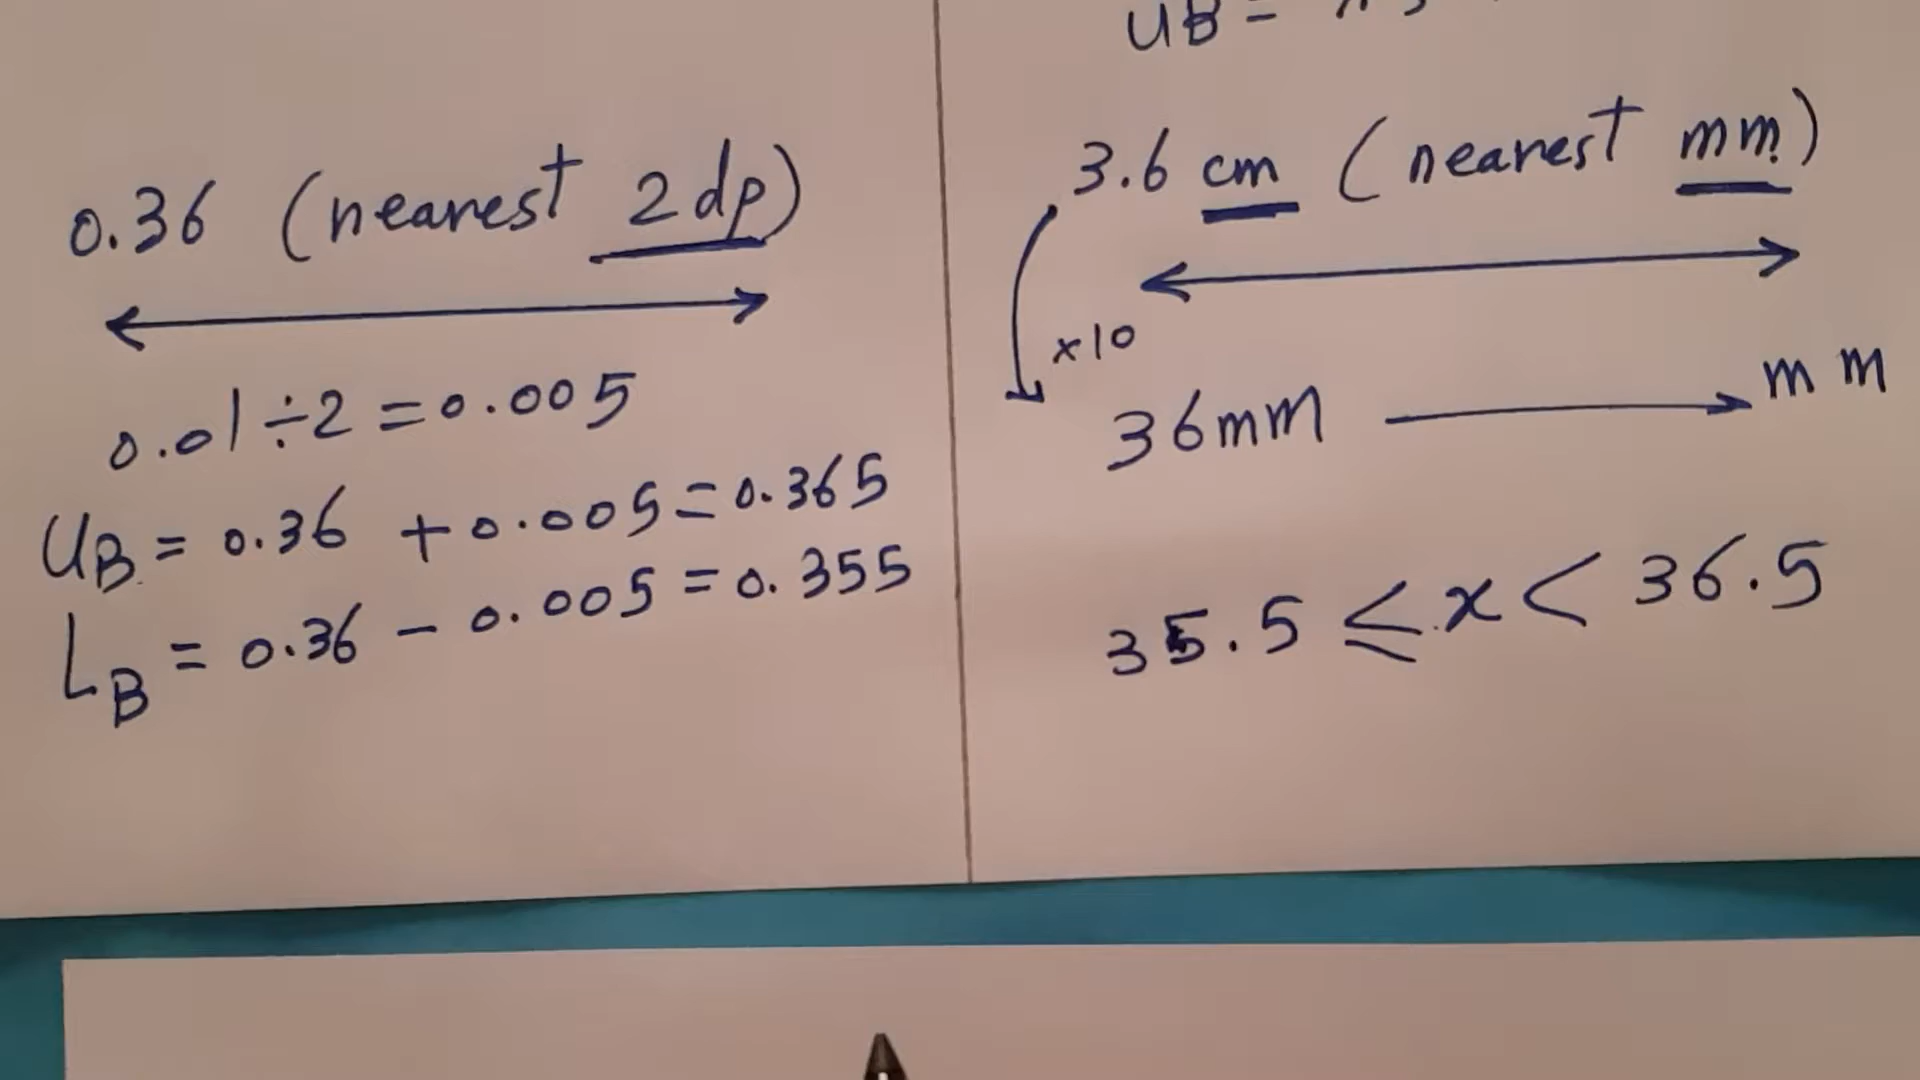 0.36 (nearest 2dp)
0.01 ÷ 2 = 0.005
UB = 0.36 + 0.005 = 0.365
LB = 0.36 - 0.005 = 0.355
UB =
3.6 cm (nearest mm)
×10
36mm → mm
35.5 ≤ x < 36.5